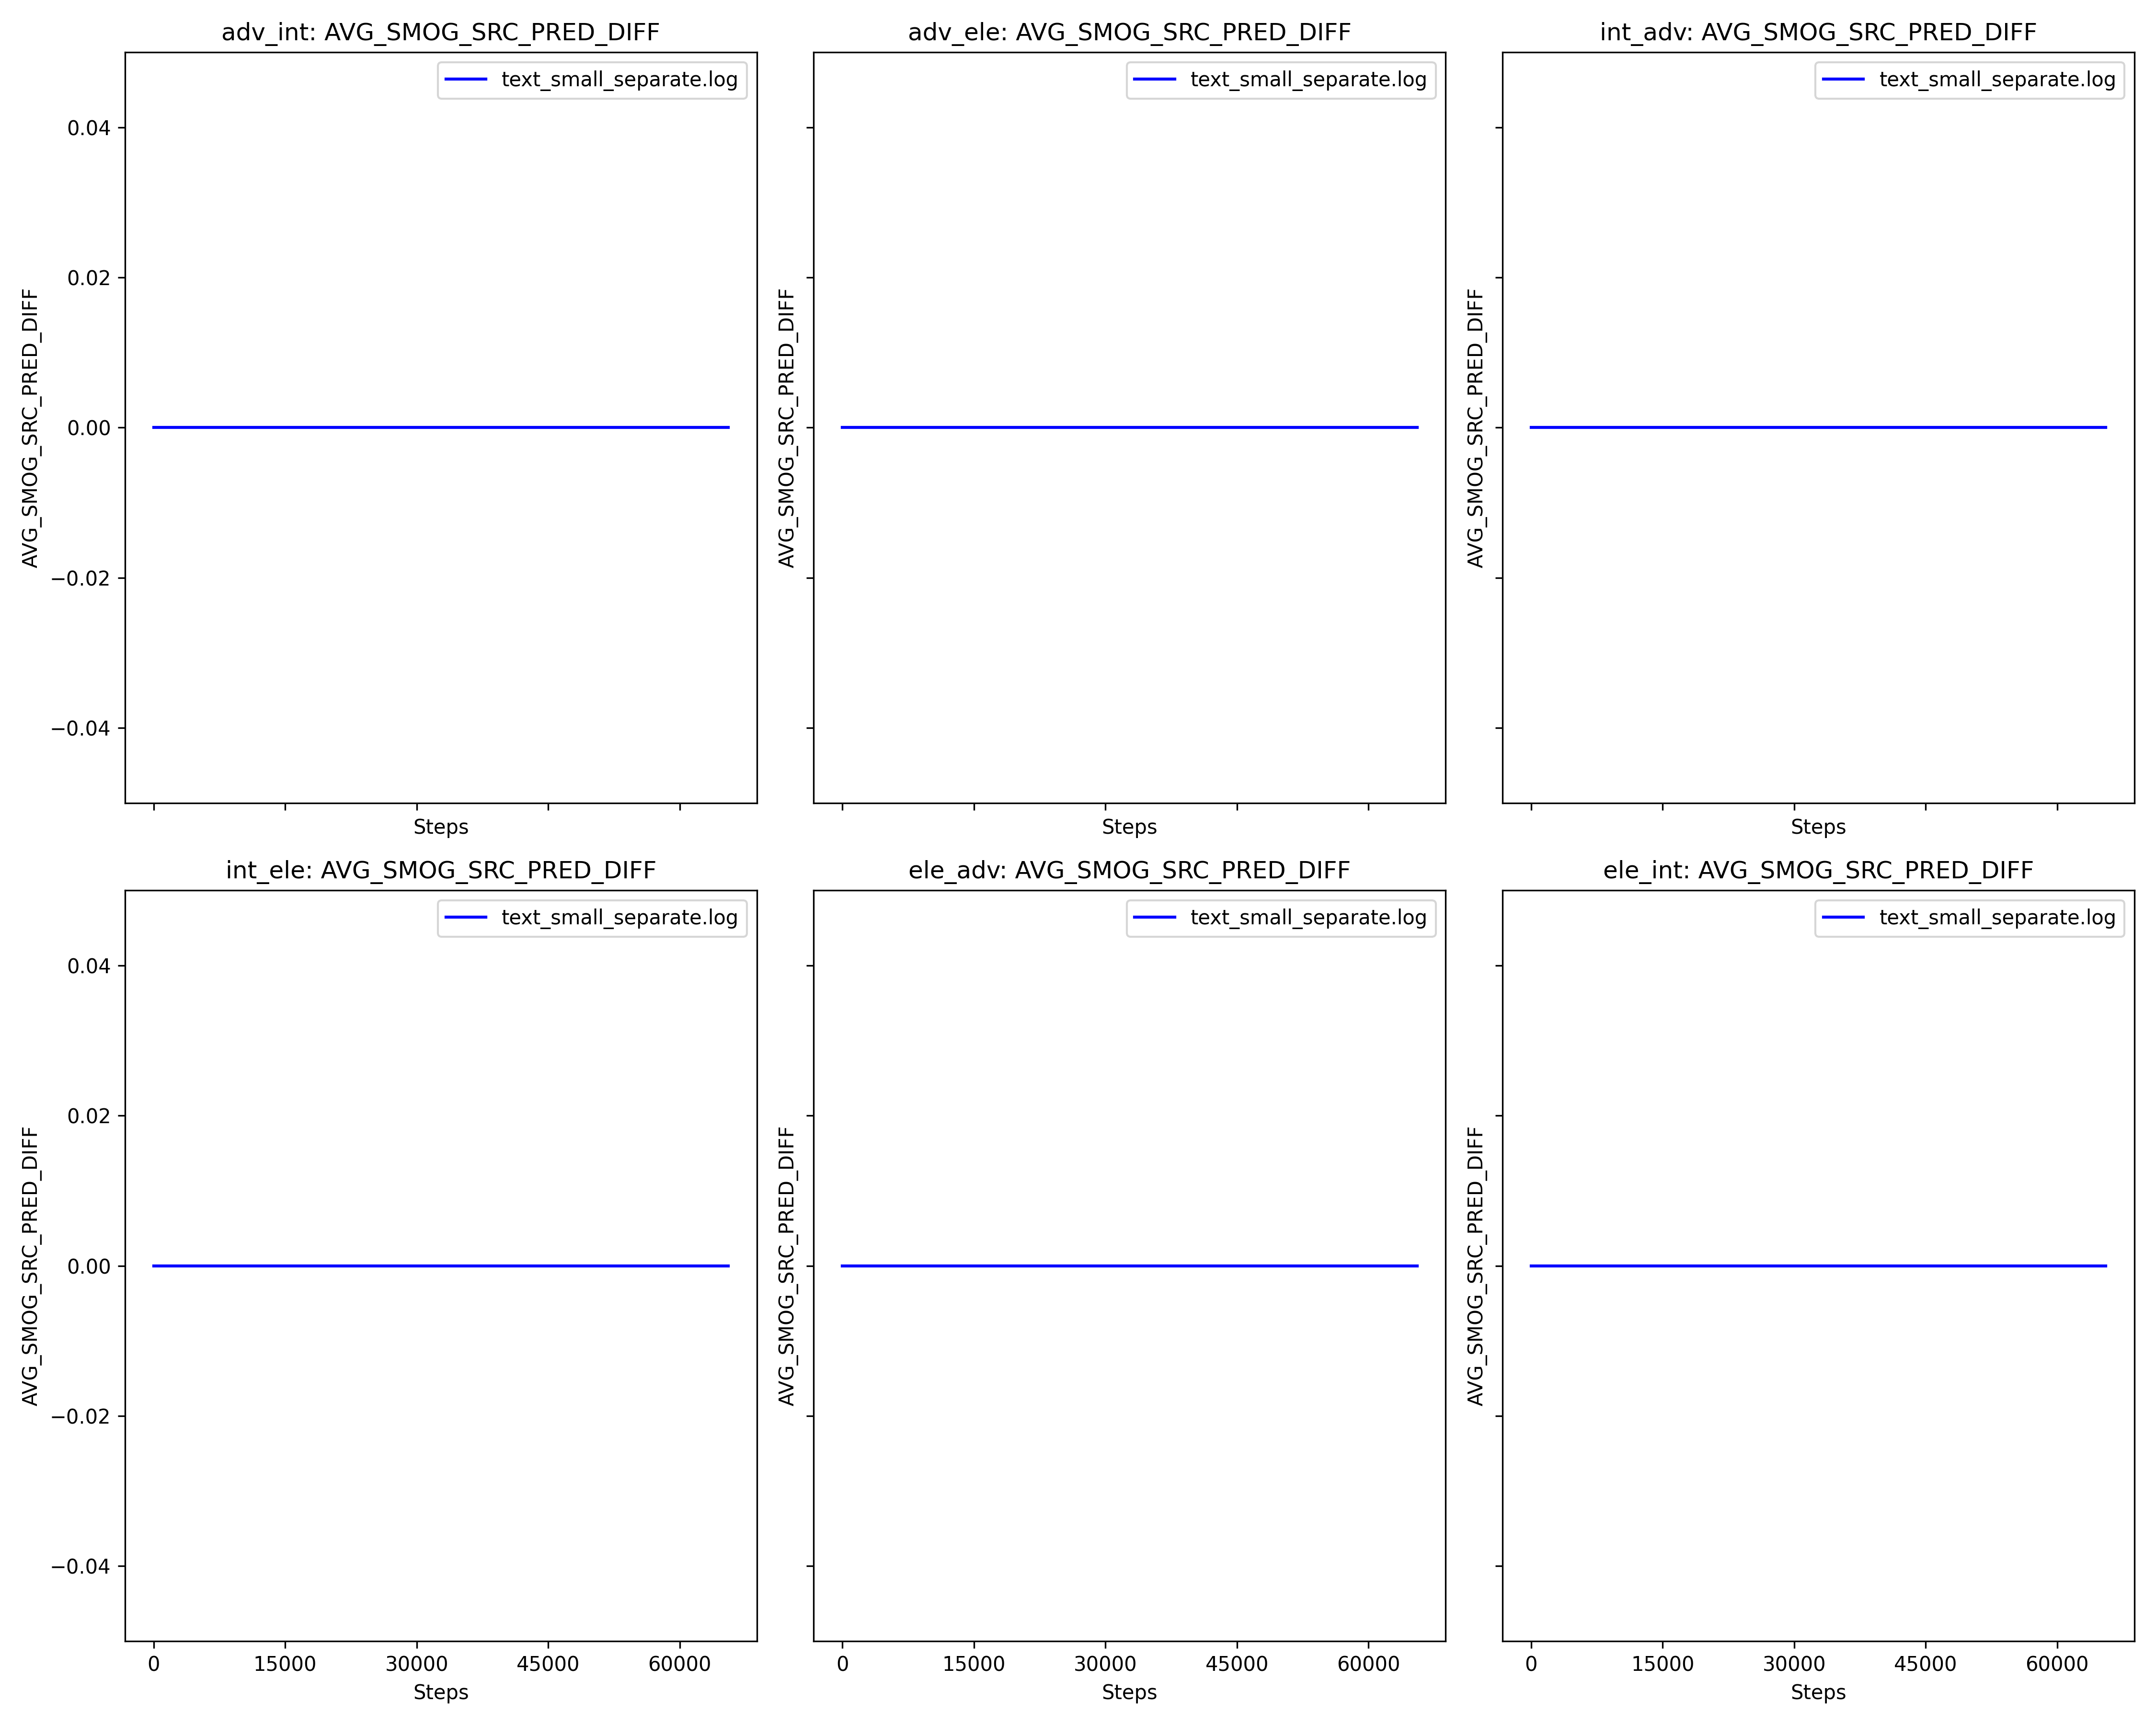 adv_int: AVG_SMOG_SRC_PRED_DIFF
text_small_separate.log
0.04
0.02
0.00
−0.02
−0.04
AVG_SMOG_SRC_PRED_DIFF
Steps
adv_ele: AVG_SMOG_SRC_PRED_DIFF
text_small_separate.log
AVG_SMOG_SRC_PRED_DIFF
Steps
int_adv: AVG_SMOG_SRC_PRED_DIFF
text_small_separate.log
AVG_SMOG_SRC_PRED_DIFF
Steps
int_ele: AVG_SMOG_SRC_PRED_DIFF
text_small_separate.log
0.04
0.02
0.00
−0.02
−0.04
AVG_SMOG_SRC_PRED_DIFF
0 15000 30000 45000 60000
Steps
ele_adv: AVG_SMOG_SRC_PRED_DIFF
text_small_separate.log
AVG_SMOG_SRC_PRED_DIFF
0 15000 30000 45000 60000
Steps
ele_int: AVG_SMOG_SRC_PRED_DIFF
text_small_separate.log
AVG_SMOG_SRC_PRED_DIFF
0 15000 30000 45000 60000
Steps